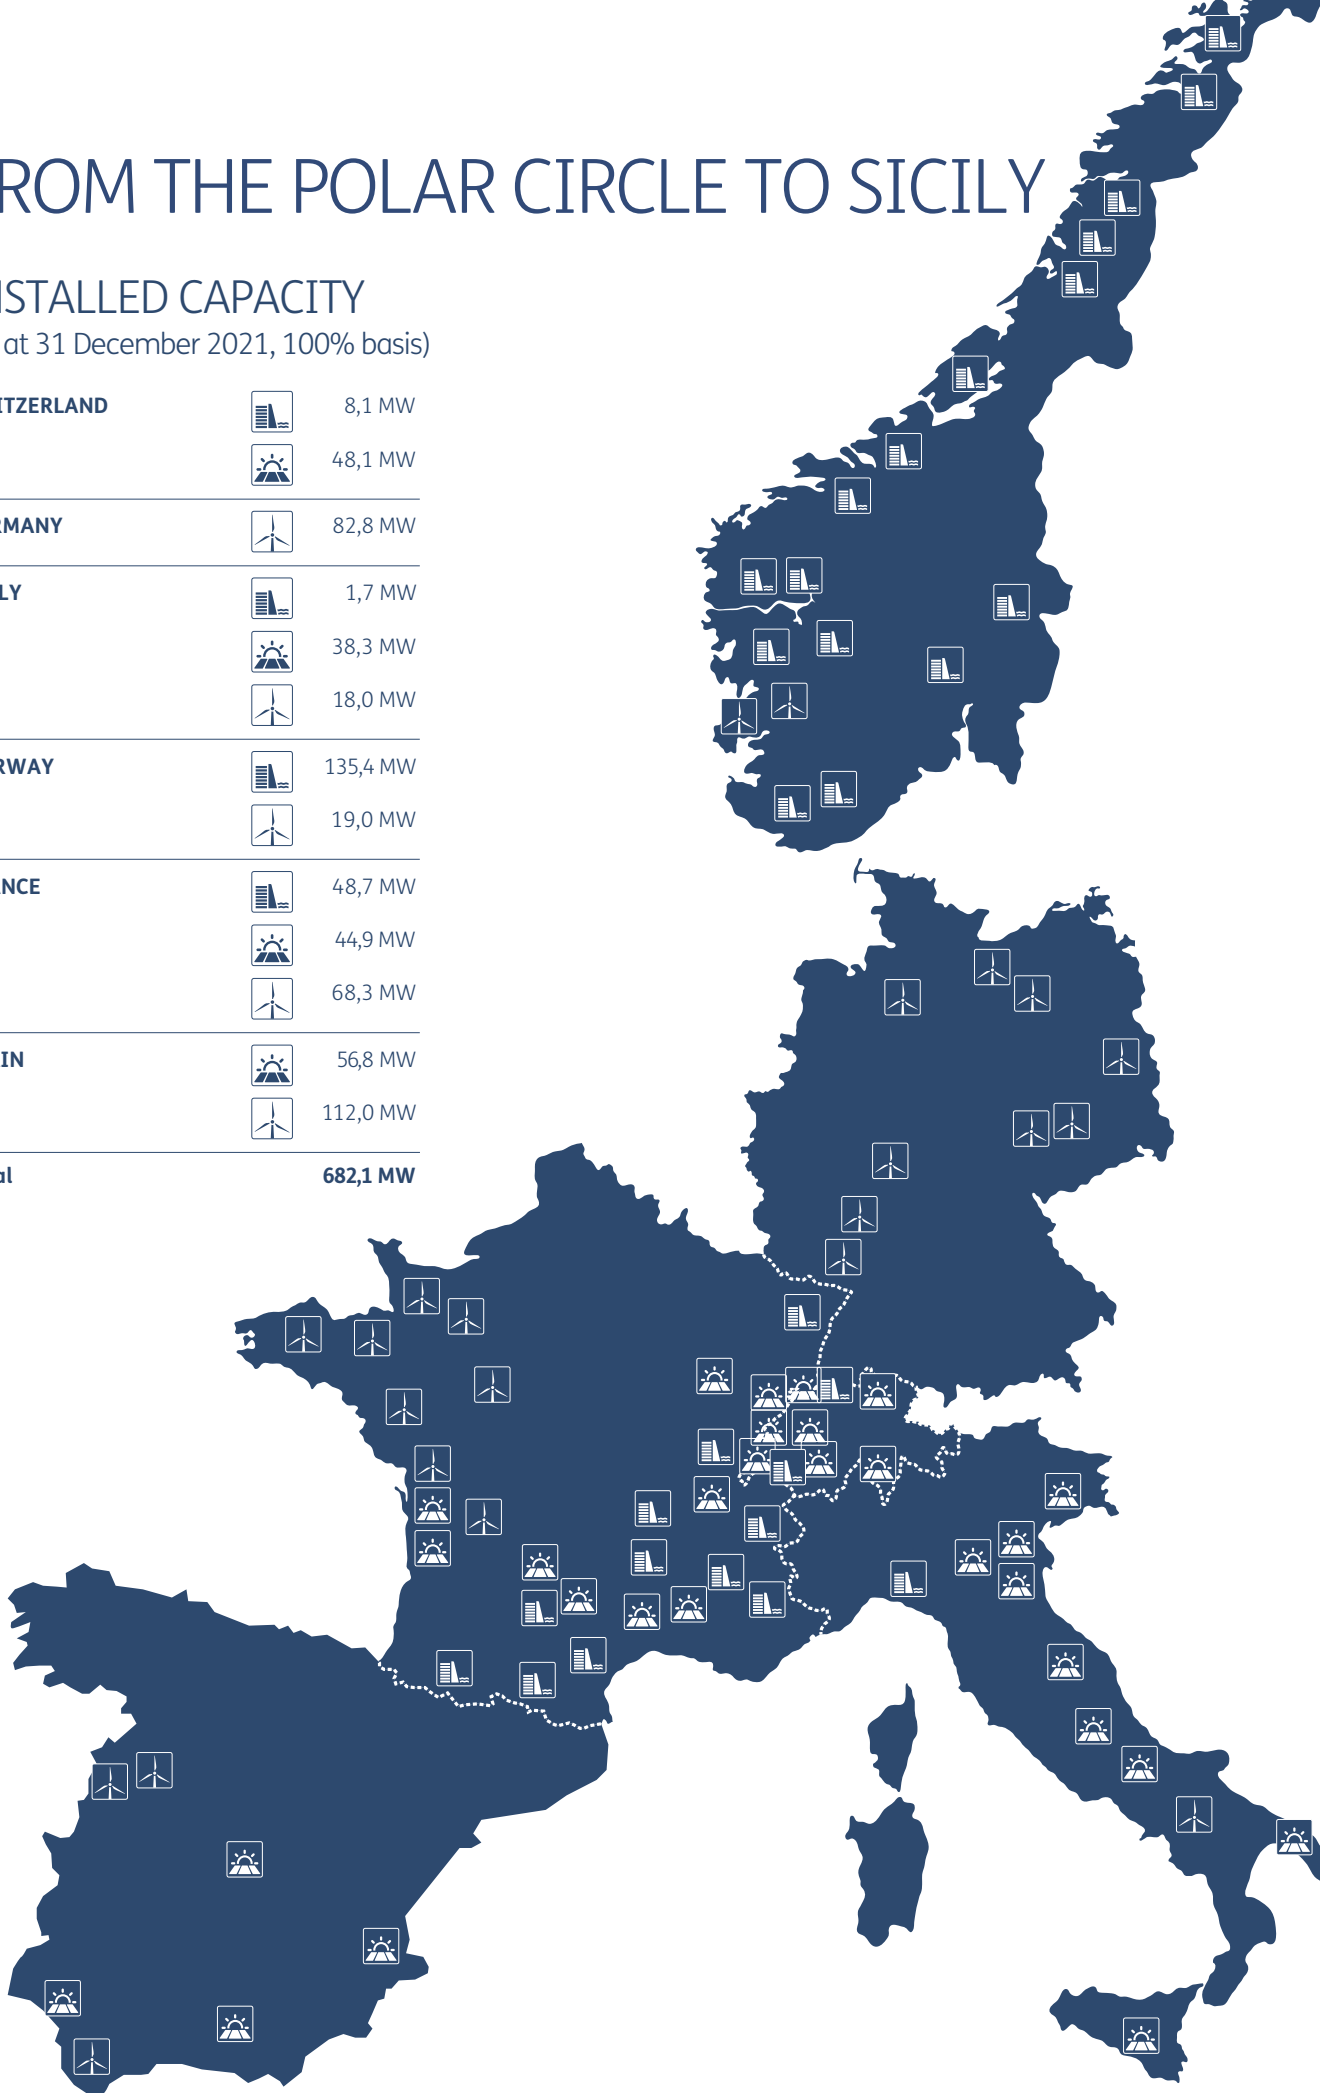 ROM THE POLAR CIRCLE TO SICILY
NSTALLED CAPACITY
at 31 December 2021, 100% basis)
ITZERLAND 8,1 MW
48,1 MW
RMANY 82,8 MW
LY 1,7 MW
38,3 MW
18,0 MW
RWAY 135,4 MW
19,0 MW
NCE 48,7 MW
44,9 MW
68,3 MW
IN 56,8 MW
112,0 MW
al 682,1 MW